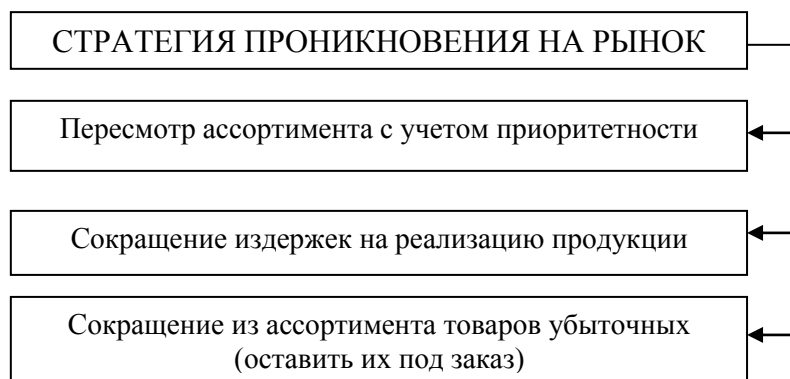 СТРАТЕГИЯ ПРОНИКНОВЕНИЯ НА РЫНОК
Пересмотр ассортимента с учетом приоритетности
Сокращение издержек на реализацию продукции
Сокращение из ассортимента товаров убыточных
(оставить их под заказ)